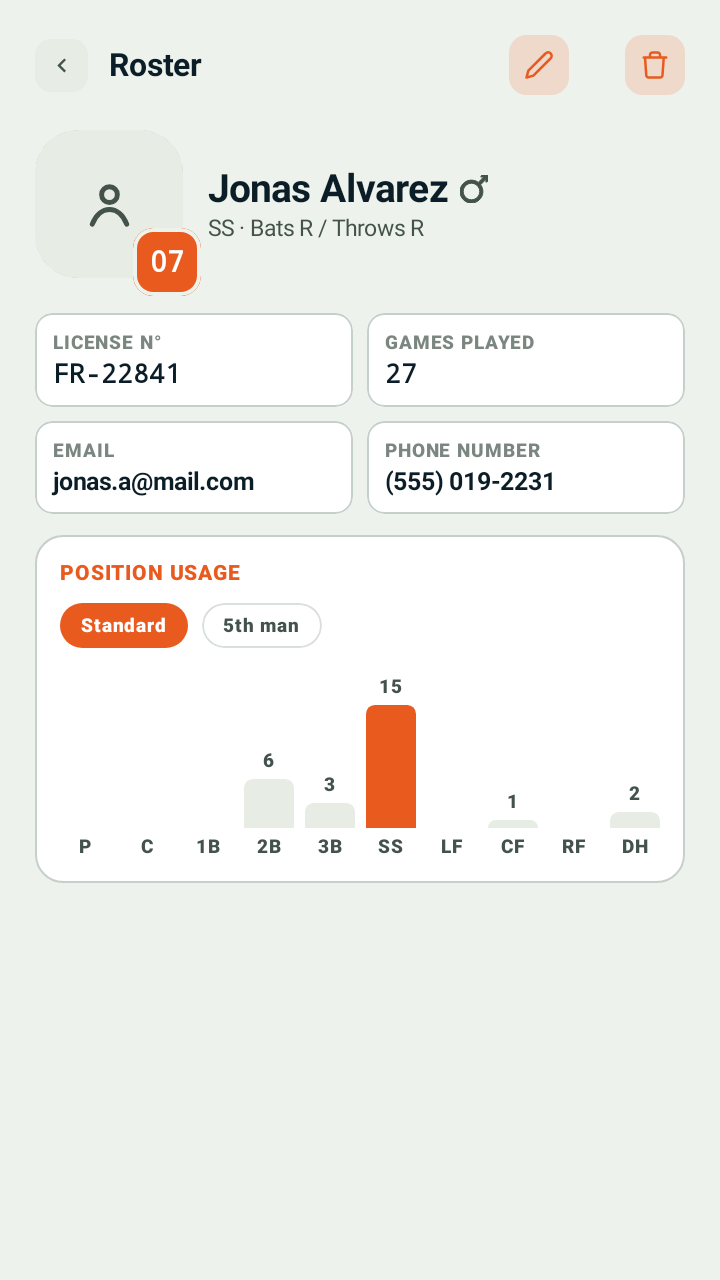 Roster
Jonas Alvarez ♂
SS · Bats R / Throws R
07
LICENSE N°
FR-22841
GAMES PLAYED
27
EMAIL
jonas.a@mail.com
PHONE NUMBER
(555) 019-2231
POSITION USAGE
Standard 5th man
15
6
3
1
2
P C 1B 2B 3B SS LF CF RF DH